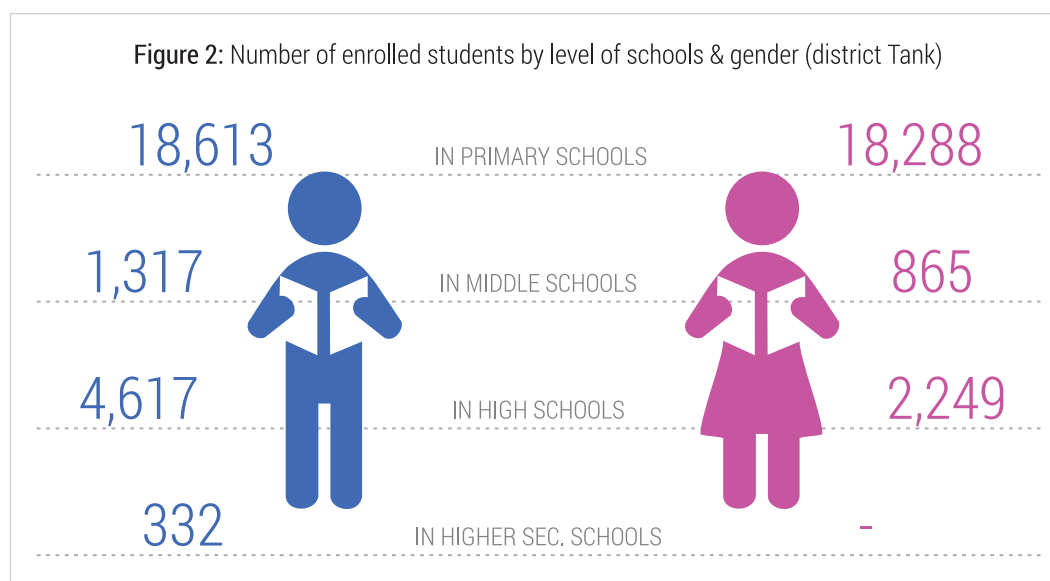 Figure 2: Number of enrolled students by level of schools & gender (district Tank)
18,613 IN PRIMARY SCHOOLS 18,288
1,317 IN MIDDLE SCHOOLS 865
4,617 IN HIGH SCHOOLS 2,249
332 IN HIGHER SEC. SCHOOLS -